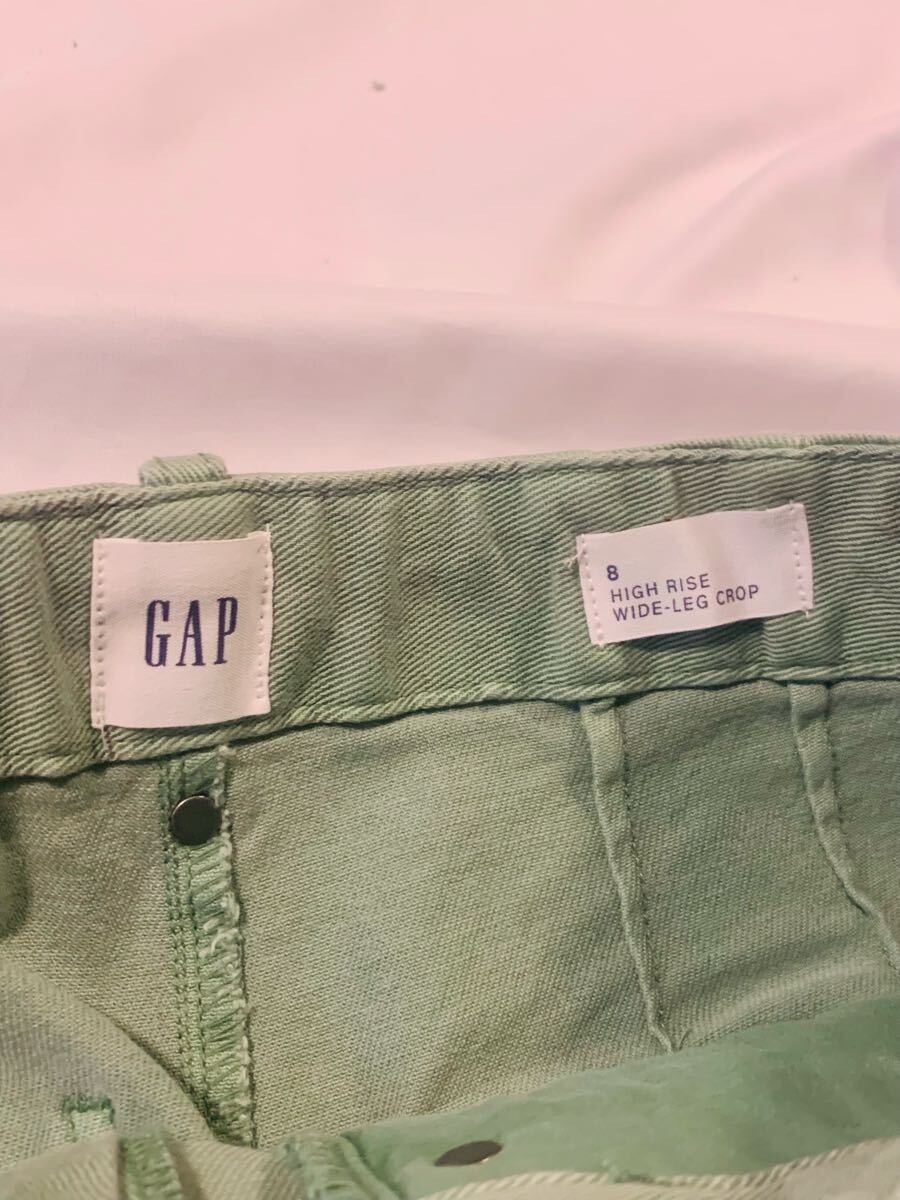 GAP
8
HIGH RISE
WIDE-LEG CROP